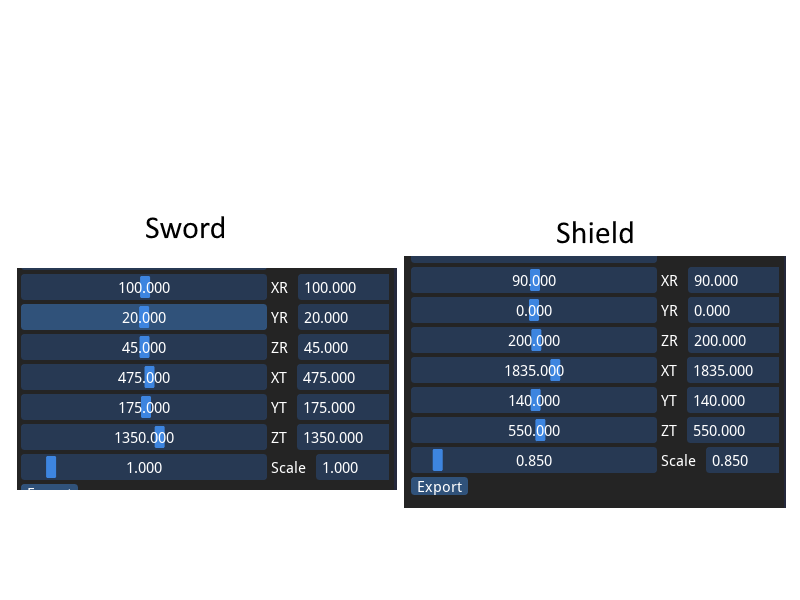 Sword
100.000 XR 100.000
20.000 YR 20.000
45.000 ZR 45.000
475.000 XT 475.000
175.000 YT 175.000
1350.000 ZT 1350.000
1.000 Scale 1.000
Shield
90.000 XR 90.000
0.000 YR 0.000
200.000 ZR 200.000
1835.000 XT 1835.000
140.000 YT 140.000
550.000 ZT 550.000
0.850 Scale 0.850
Export